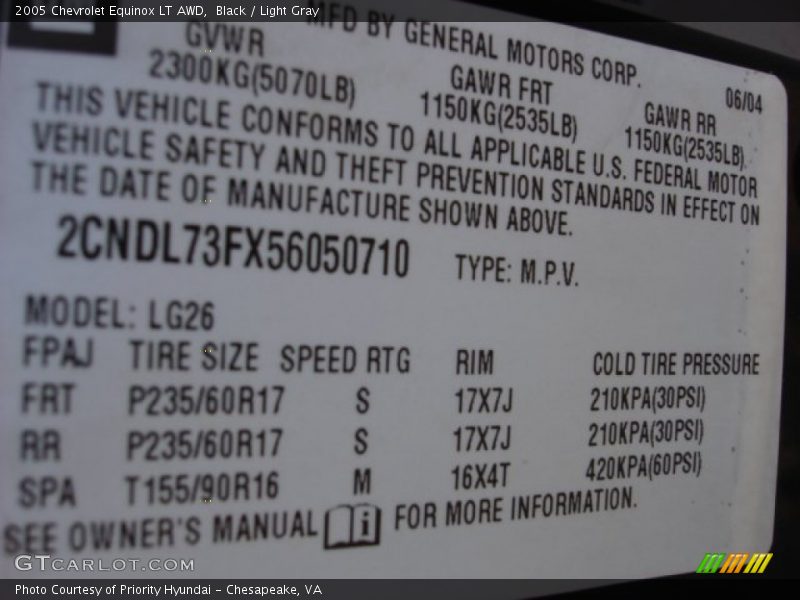 2005 Chevrolet Equinox LT AWD,  Black / Light Gray
MFD BY GENERAL MOTORS CORP.
06/04
GVWR
2300KG(5070LB)
GAWR FRT
1150KG(2535LB)
GAWR RR
1150KG(2535LB)
THIS VEHICLE CONFORMS TO ALL APPLICABLE U.S. FEDERAL MOTOR
VEHICLE SAFETY AND THEFT PREVENTION STANDARDS IN EFFECT ON
THE DATE OF MANUFACTURE SHOWN ABOVE.
2CNDL73FX56050710
TYPE: M.P.V.
MODEL: LG26
FPAJ TIRE SIZE SPEED RTG RIM COLD TIRE PRESSURE
FRT P235/60R17 S 17X7J 210KPA(30PSI)
RR P235/60R17 S 17X7J 210KPA(30PSI)
SPA T155/90R16 M 16X4T 420KPA(60PSI)
SEE OWNER'S MANUAL FOR MORE INFORMATION.
GTCARLOT.COM
Photo Courtesy of Priority Hyundai – Chesapeake, VA